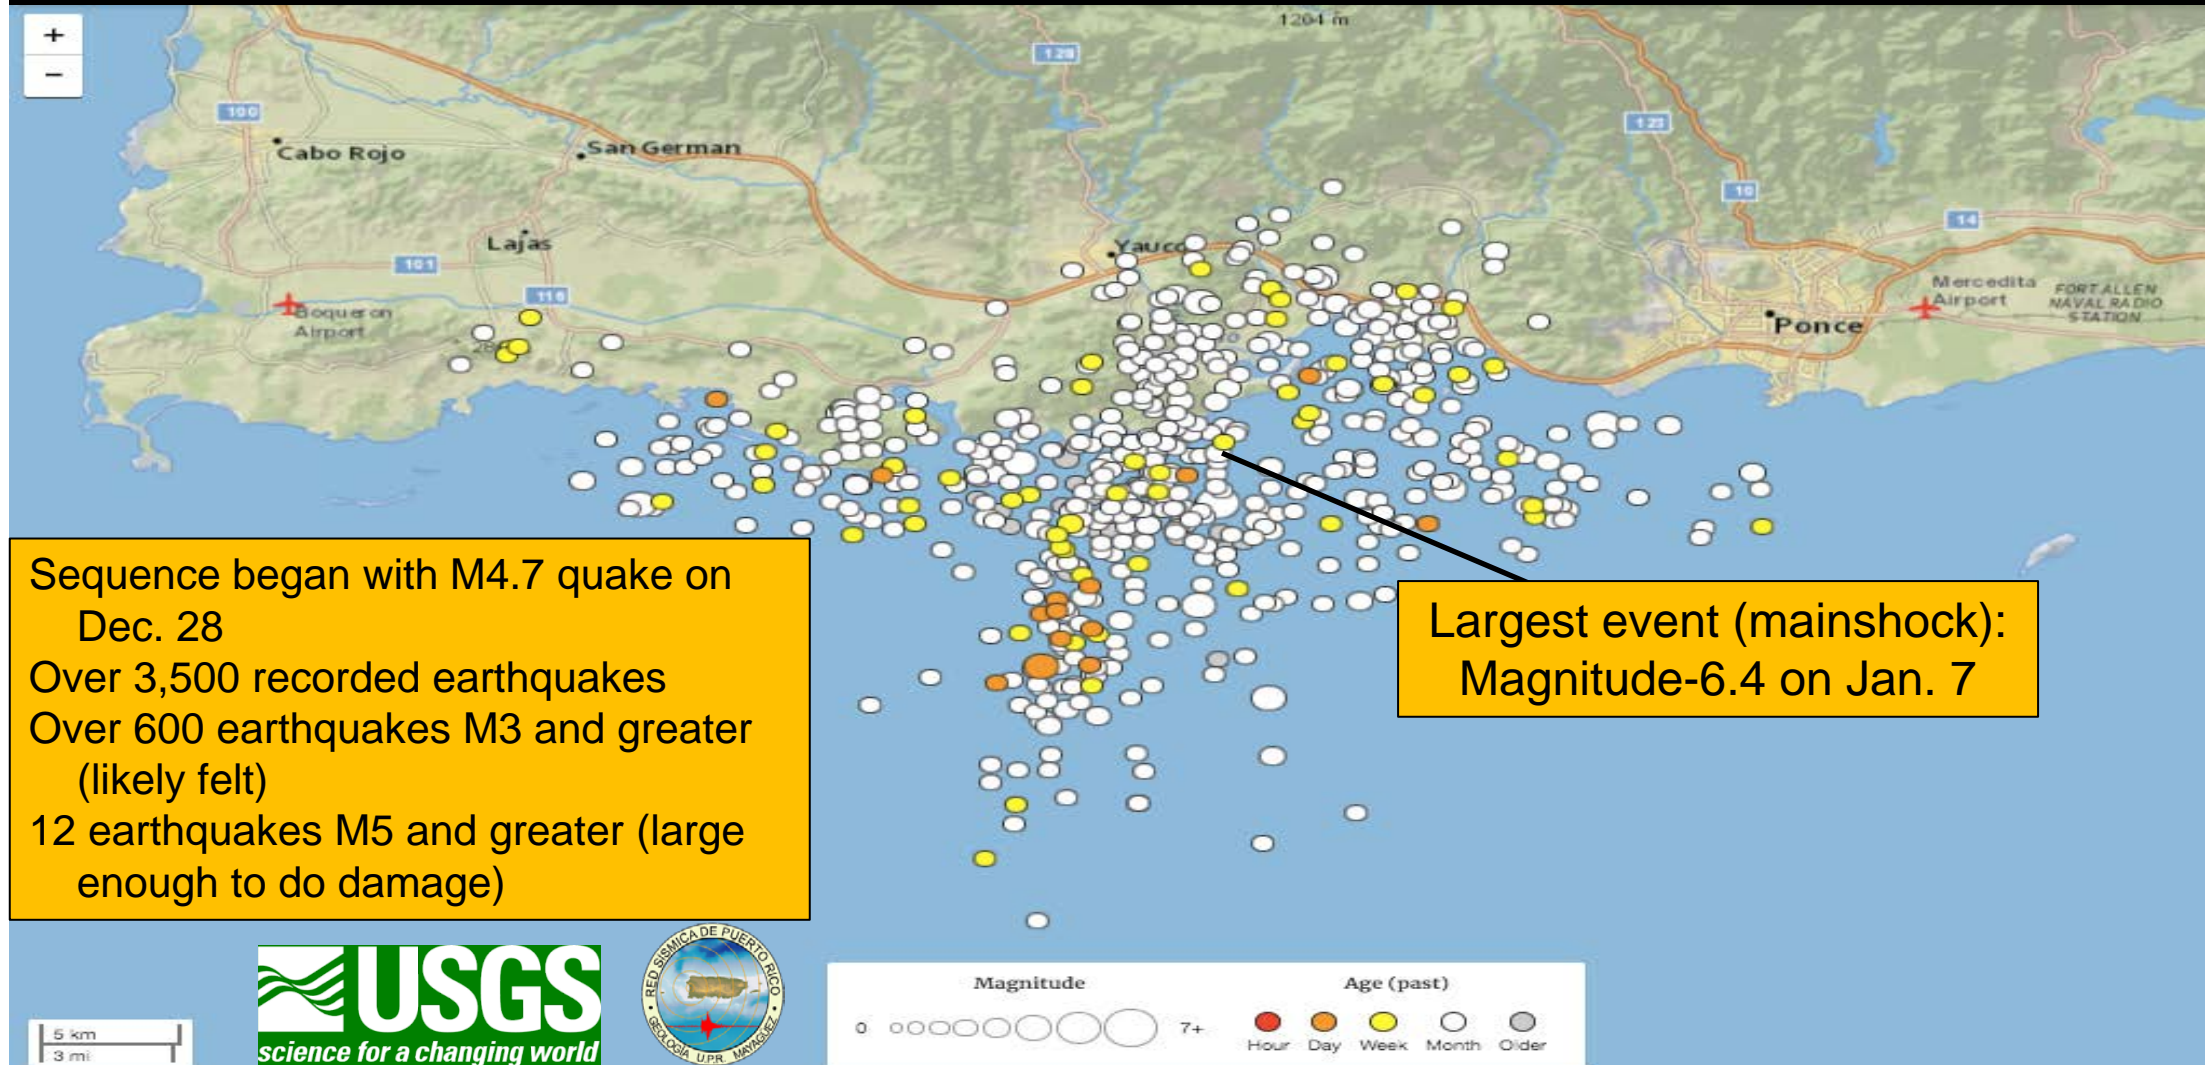 +
1204 m
−
128
100
123
Cabo Rojo
San German
10
14
Lajas
Yauco
101
116
Mercedita
Airport
FORT ALLEN
NAVAL RADIO
STATION
Boqueron
Airport
Ponce
Sequence began with M4.7 quake on
Dec. 28
Over 3,500 recorded earthquakes
Over 600 earthquakes M3 and greater
(likely felt)
12 earthquakes M5 and greater (large
enough to do damage)
Largest event (mainshock):
Magnitude-6.4 on Jan. 7
5 km
3 mi
USGS
science for a changing world
RED SISMICA DE PUERTO RICO
GEOLOGIA U.P.R. MAYAGUEZ
Magnitude
0
7+
Age (past)
Hour Day Week Month Older